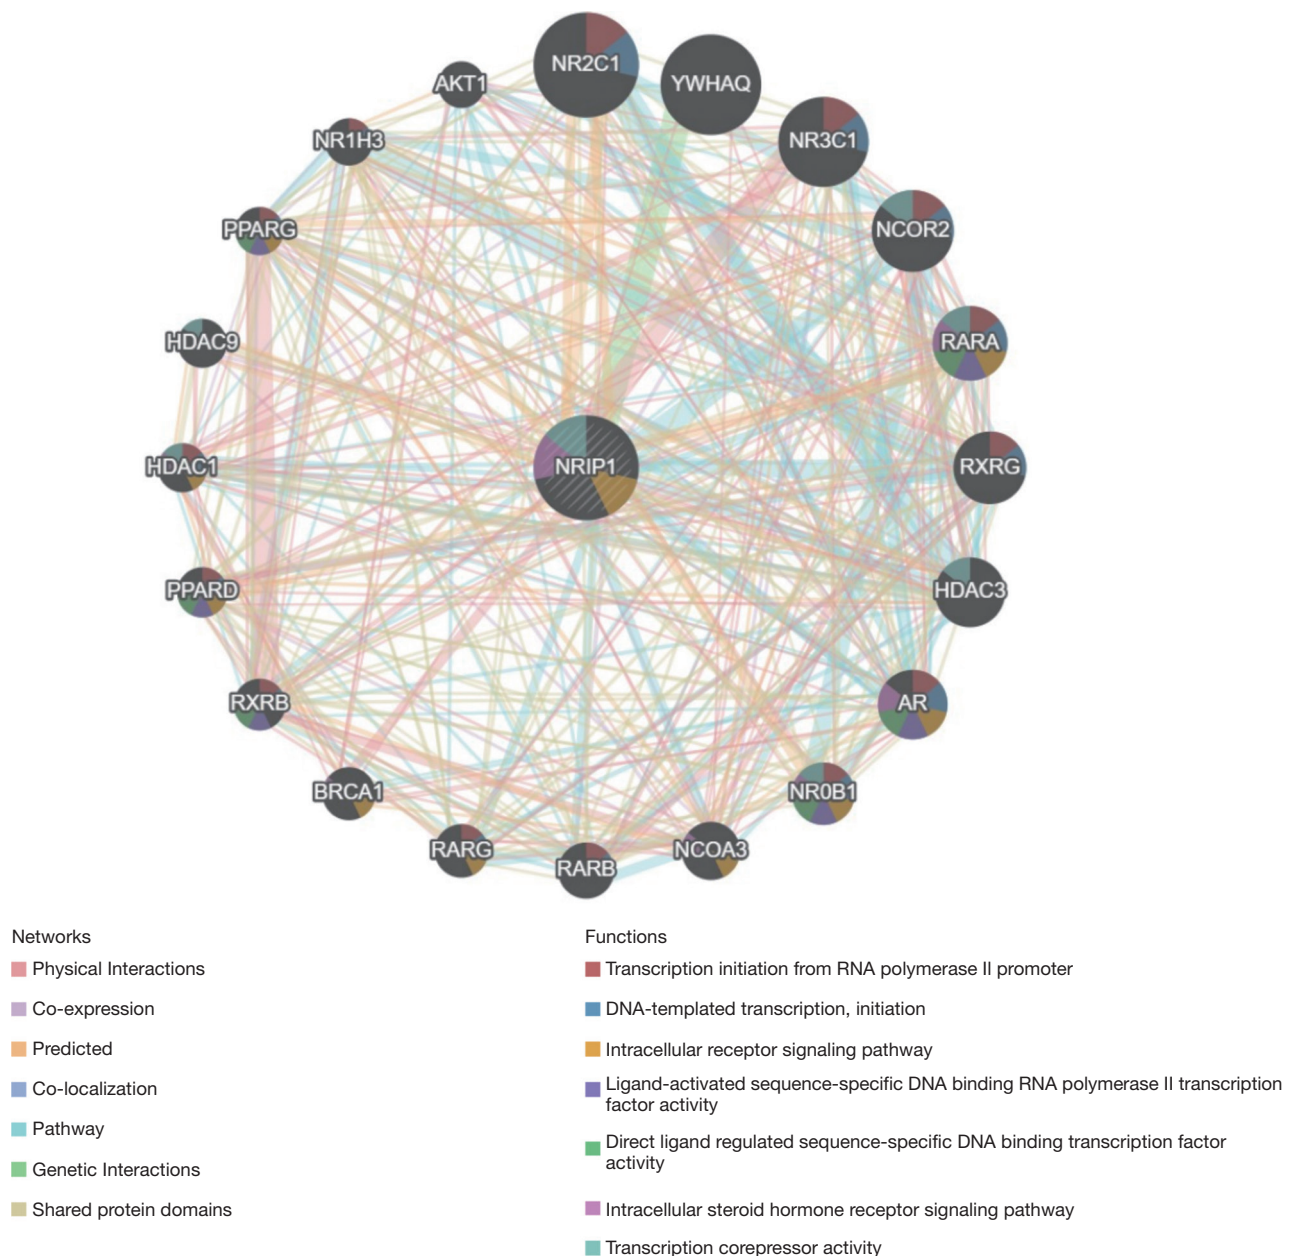 NR2C1
YWHAQ
AKT1
NR1H3
NR3C1
PPARG
NCOR2
HDAC9
RARA
NRIP1
HDAC1
RXRG
PPARD
HDAC3
RXRB
AR
BRCA1
NR0B1
RARG
RARB
NCOA3
Networks
Physical Interactions
Co-expression
Predicted
Co-localization
Pathway
Genetic Interactions
Shared protein domains
Functions
Transcription initiation from RNA polymerase II promoter
DNA-templated transcription, initiation
Intracellular receptor signaling pathway
Ligand-activated sequence-specific DNA binding RNA polymerase II transcription
factor activity
Direct ligand regulated sequence-specific DNA binding transcription factor
activity
Intracellular steroid hormone receptor signaling pathway
Transcription corepressor activity